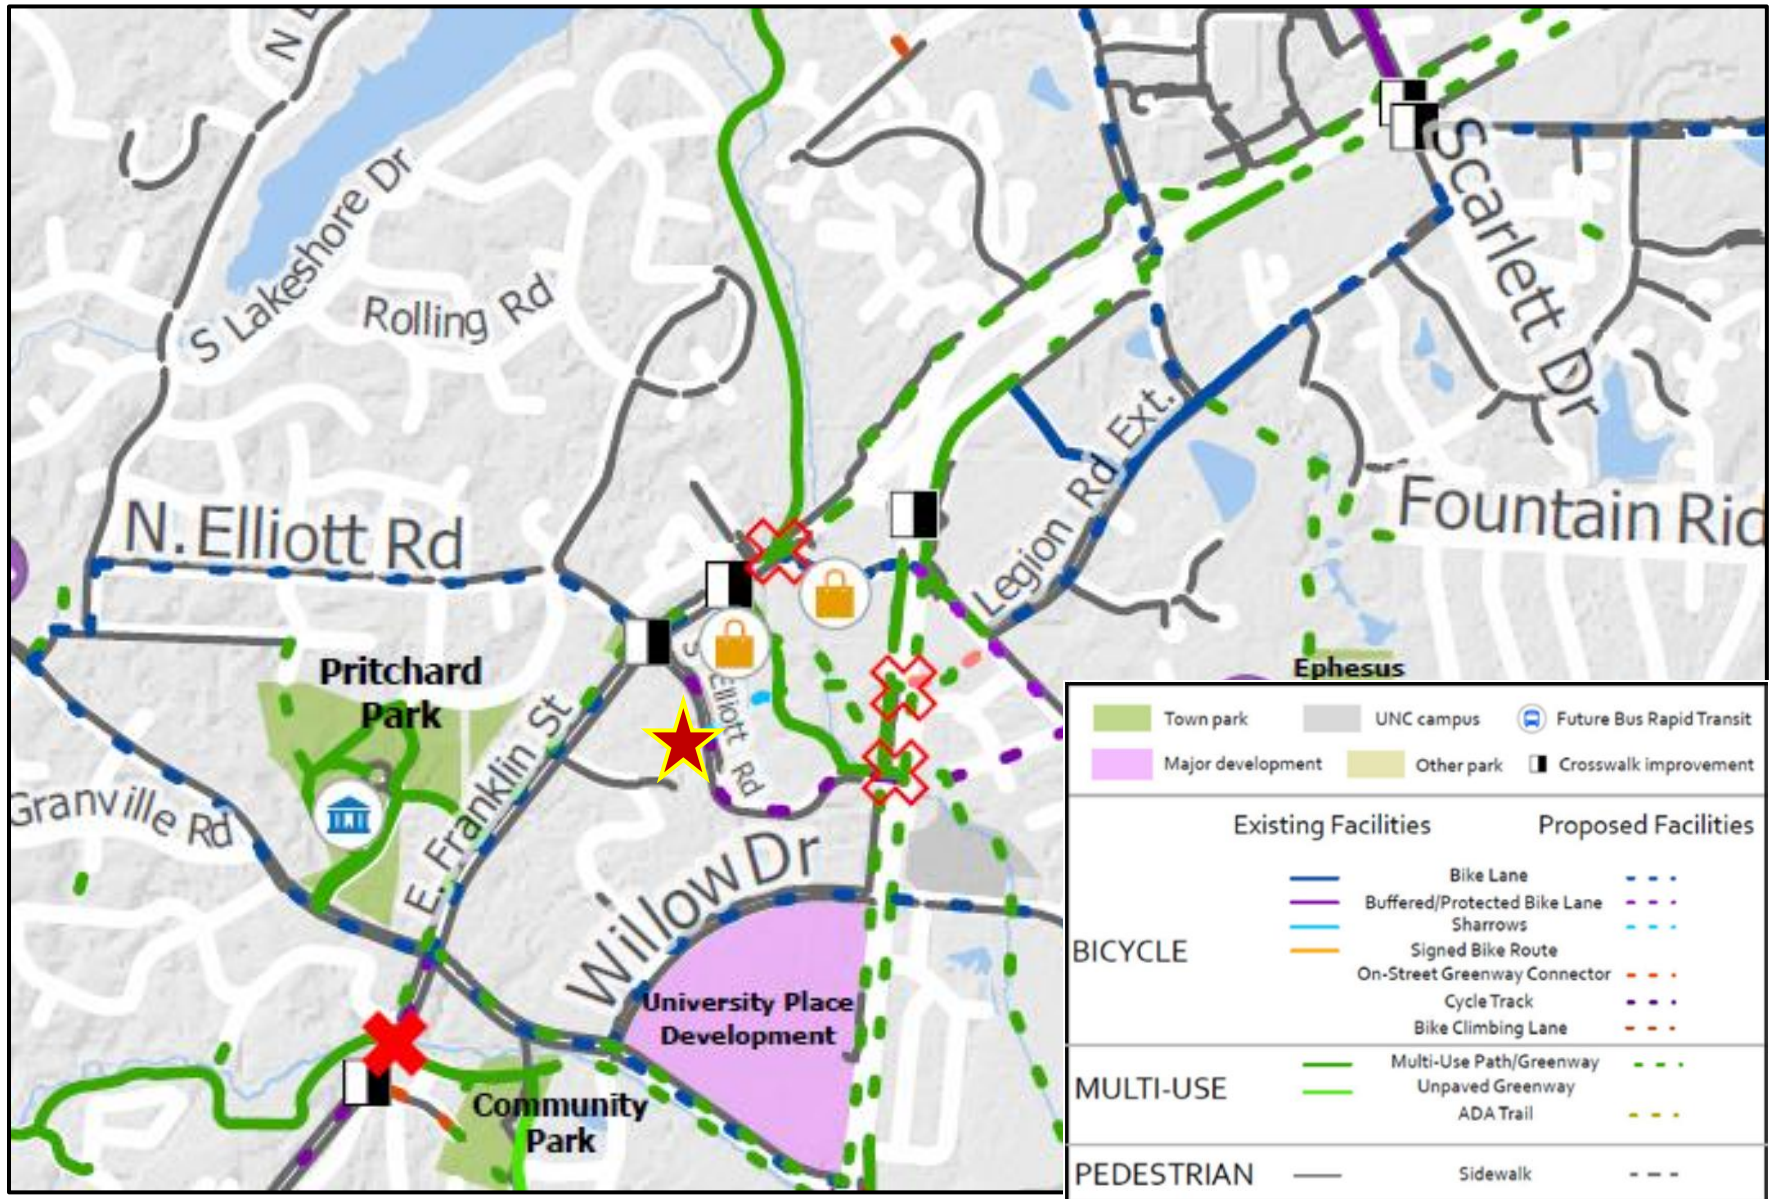 N
S Lakeshore Dr
Rolling Rd
Scarlett Dr
N. Elliott Rd
Legion Rd Ext.
Fountain Rid
Pritchard
Park
S Elliott Rd
Ephesus
Granville Rd
E. Franklin St
Willow Dr
University Place
Development
Community
Park
Town park
UNC campus
Future Bus Rapid Transit
Major development
Other park
Crosswalk improvement
Existing Facilities
Proposed Facilities
BICYCLE
Bike Lane
Buffered/Protected Bike Lane
Sharrows
Signed Bike Route
On-Street Greenway Connector
Cycle Track
Bike Climbing Lane
MULTI-USE
Multi-Use Path/Greenway
Unpaved Greenway
ADA Trail
PEDESTRIAN
Sidewalk